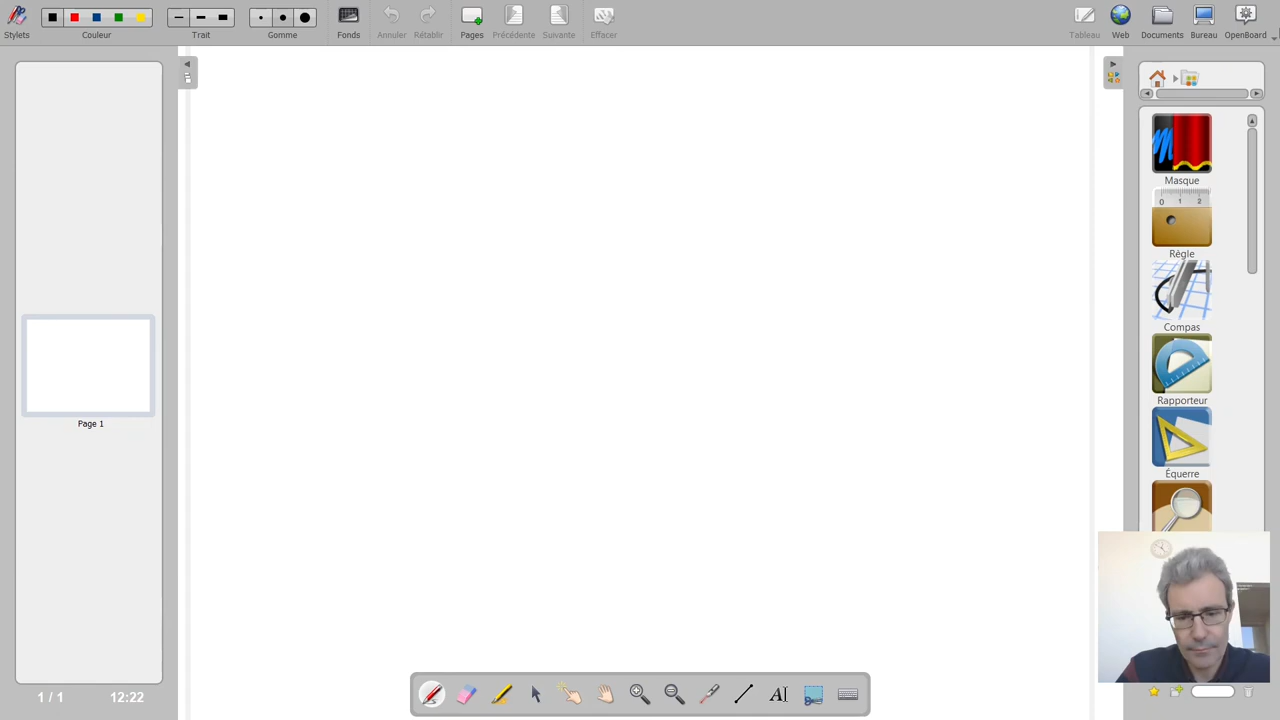 Stylets Couleur Trait Gomme Fonds Annuler Rétablir Pages Précédente Suivante Effacer Tableau Web Documents Bureau OpenBoard
Masque
0 1 2
Règle
Compas
Rapporteur
Équerre
Page 1
1 / 1 12:22